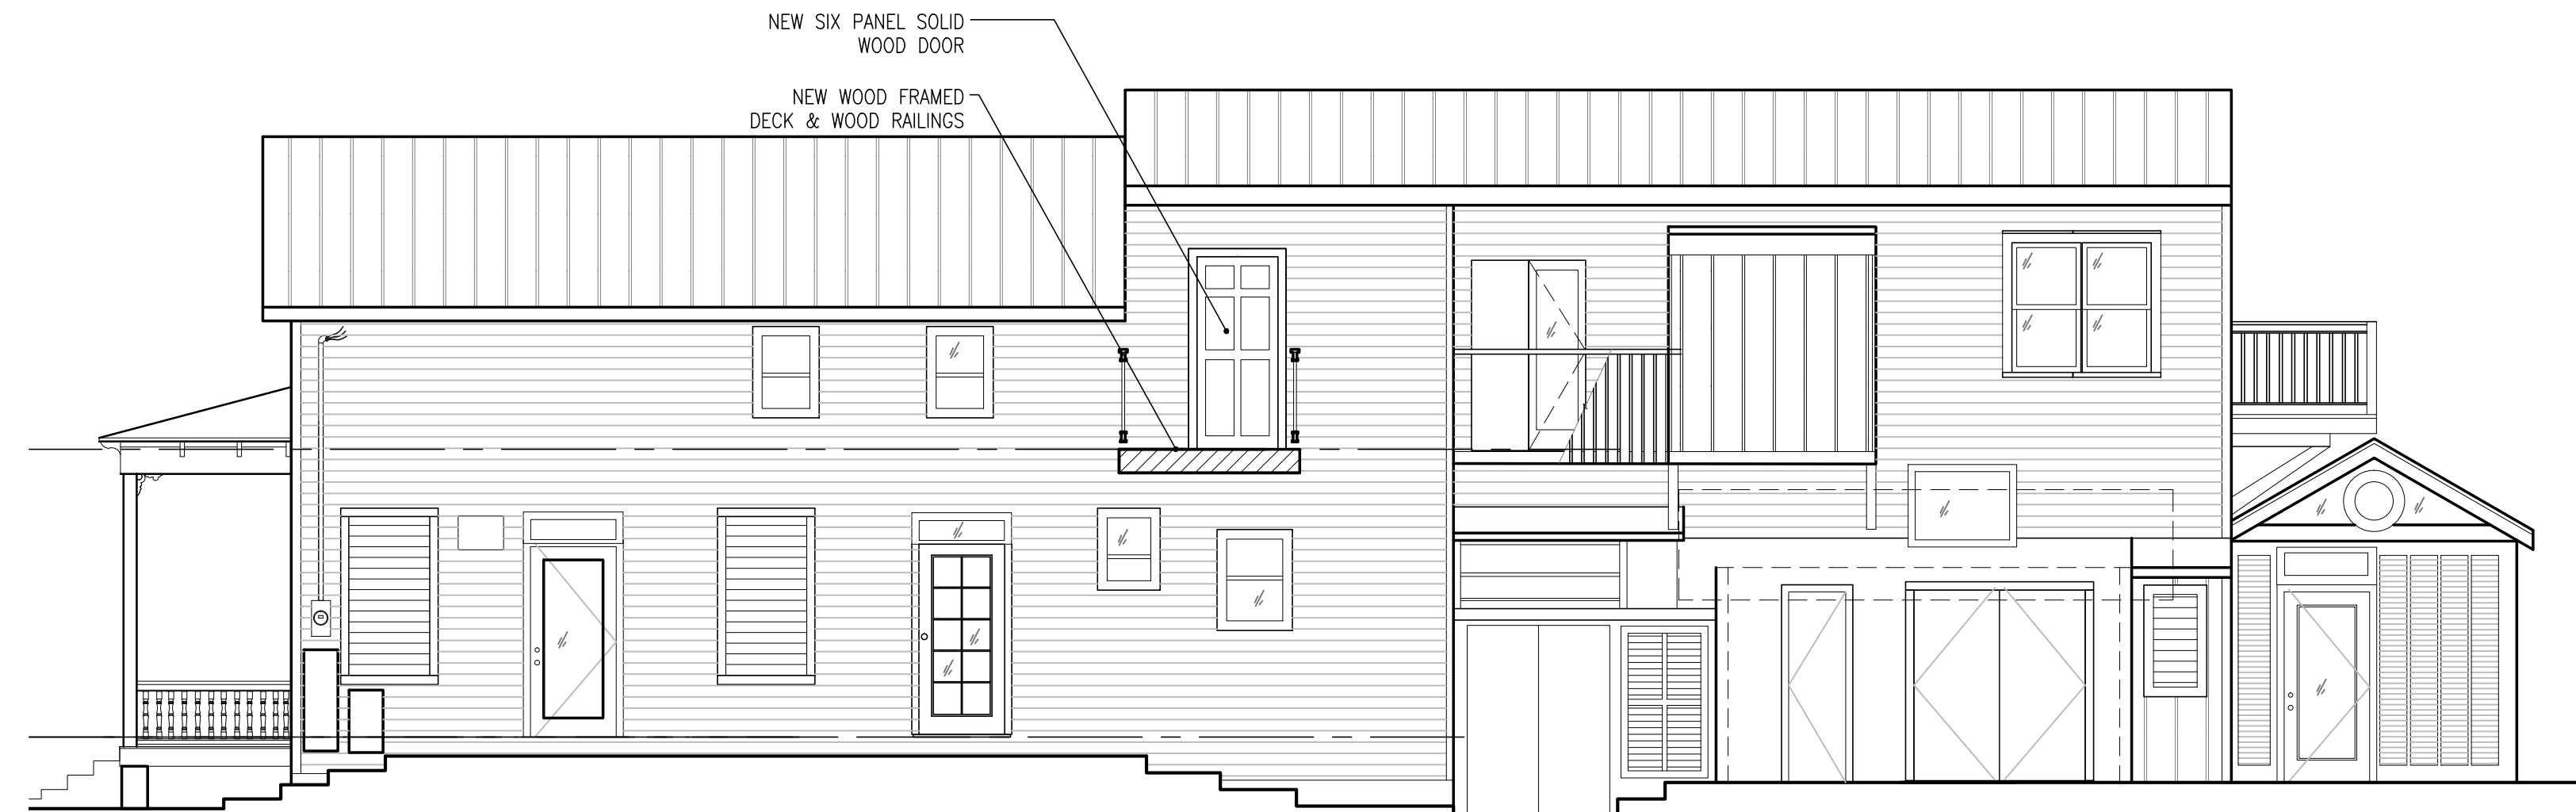 NEW SIX PANEL SOLID
WOOD DOOR
NEW WOOD FRAMED
DECK & WOOD RAILINGS